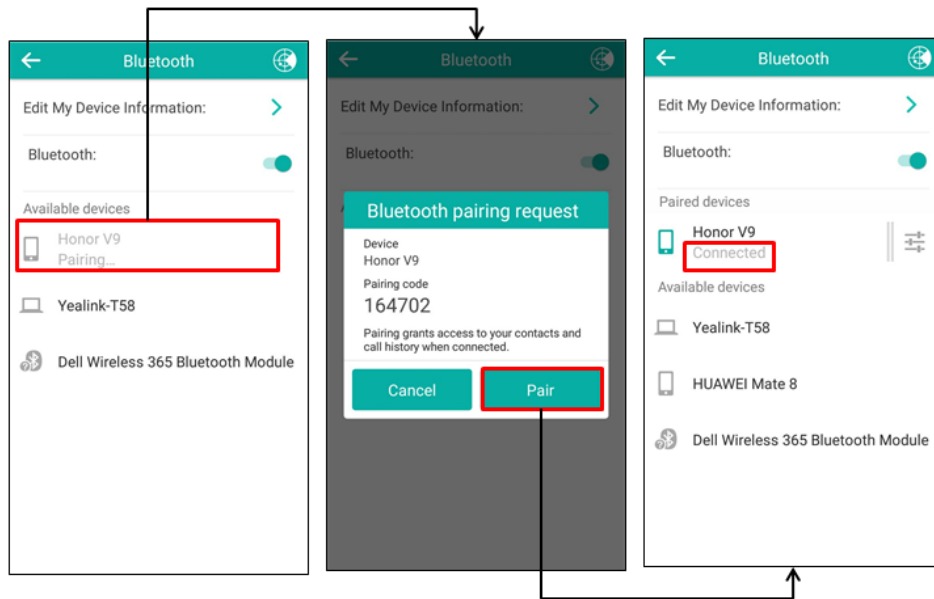 Bluetooth
Edit My Device Information:
Bluetooth:
Available devices
Honor V9
Pairing...
Yealink-T58
Dell Wireless 365 Bluetooth Module
Bluetooth
Edit My Device Information:
Bluetooth:
Bluetooth pairing request
Device
Honor V9
Pairing code
164702
Pairing grants access to your contacts and
call history when connected.
Cancel
Pair
Bluetooth
Edit My Device Information:
Bluetooth:
Paired devices
Honor V9
Connected
Available devices
Yealink-T58
HUAWEI Mate 8
Dell Wireless 365 Bluetooth Module